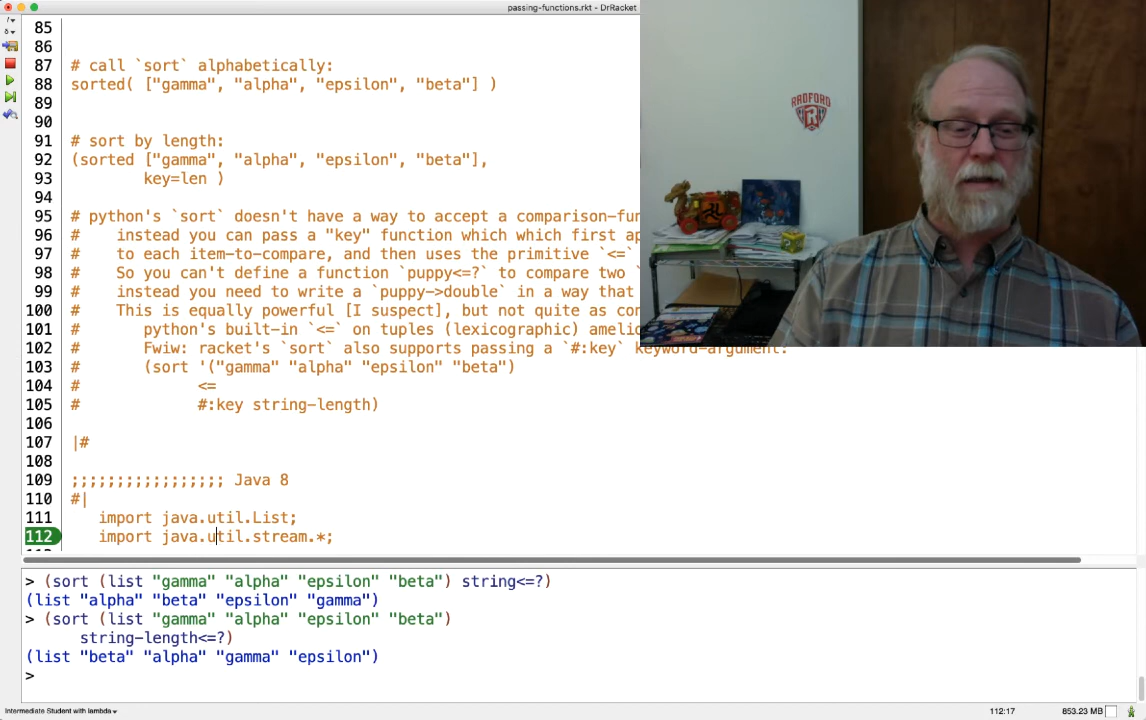 passing-functions.rkt - DrRacket
85
86
87 # call `sort` alphabetically:
88 sorted( ["gamma", "alpha", "epsilon", "beta"] )
89
90
91 # sort by length:
92 (sorted ["gamma", "alpha", "epsilon", "beta"],
93 key=len )
94
95 # python's `sort` doesn't have a way to accept a comparison-fu
96 # instead you can pass a "key" function which which first ap
97 # to each item-to-compare, and then uses the primitive `<=`
98 # So you can't define a function `puppy<=?` to compare two `
99 # instead you need to write a `puppy->double` in a way that
100 # This is equally powerful [I suspect], but not quite as con
101 # python's built-in `<=` on tuples (lexicographic) amelio
102 # Fwiw: racket's `sort` also supports passing a `#:key` keyword-argument:
103 # (sort '("gamma" "alpha" "epsilon" "beta")
104 # <=
105 # #:key string-length)
106
107 |#
108
109 ;;;;;;;;;;;;;;;;; Java 8
110 #|
111 import java.util.List;
112 import java.util.stream.*;
> (sort (list "gamma" "alpha" "epsilon" "beta") string<=?)
(list "alpha" "beta" "epsilon" "gamma")
> (sort (list "gamma" "alpha" "epsilon" "beta")
string-length<=?)
(list "beta" "alpha" "gamma" "epsilon")
>
Intermediate Student with lambda
112:17
853.23 MB
RADFORD